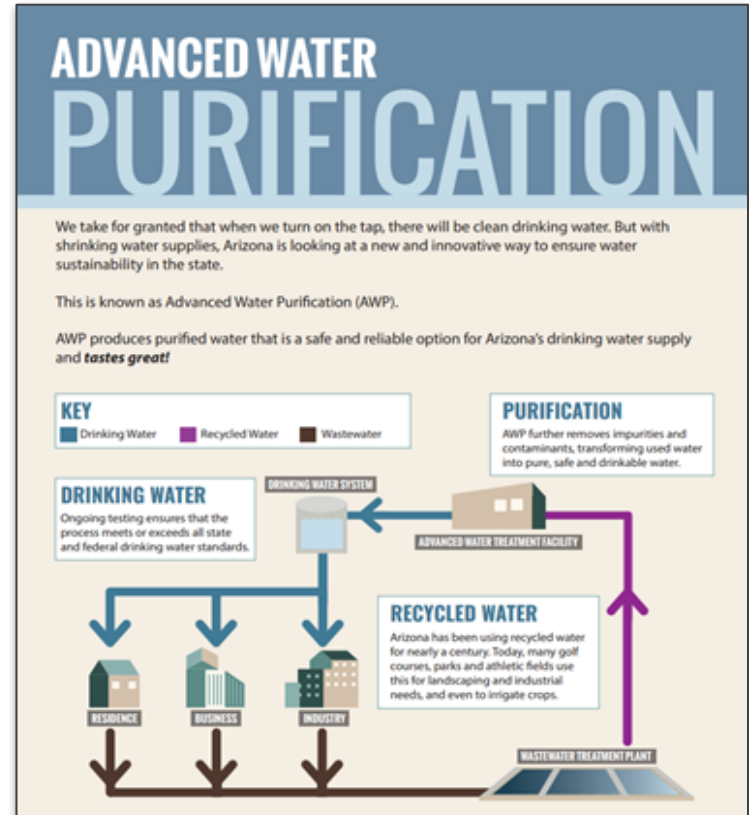 ADVANCED WATER
PURIFICATION
We take for granted that when we turn on the tap, there will be clean drinking water. But with
shrinking water supplies, Arizona is looking at a new and innovative way to ensure water
sustainability in the state.
This is known as Advanced Water Purification (AWP).
AWP produces purified water that is a safe and reliable option for Arizona's drinking water supply
and tastes great!
KEY
Drinking Water Recycled Water Wastewater
PURIFICATION
AWP further removes impurities and
contaminants, transforming used water
into pure, safe and drinkable water.
DRINKING WATER
Ongoing testing ensures that the
process meets or exceeds all state
and federal drinking water standards.
DRINKING WATER SYSTEM
ADVANCED WATER TREATMENT FACILITY
RECYCLED WATER
Arizona has been using recycled water
for nearly a century. Today, many golf
courses, parks and athletic fields use
this for landscaping and industrial
needs, and even to irrigate crops.
RESIDENCE
BUSINESS
INDUSTRY
WASTEWATER TREATMENT PLANT